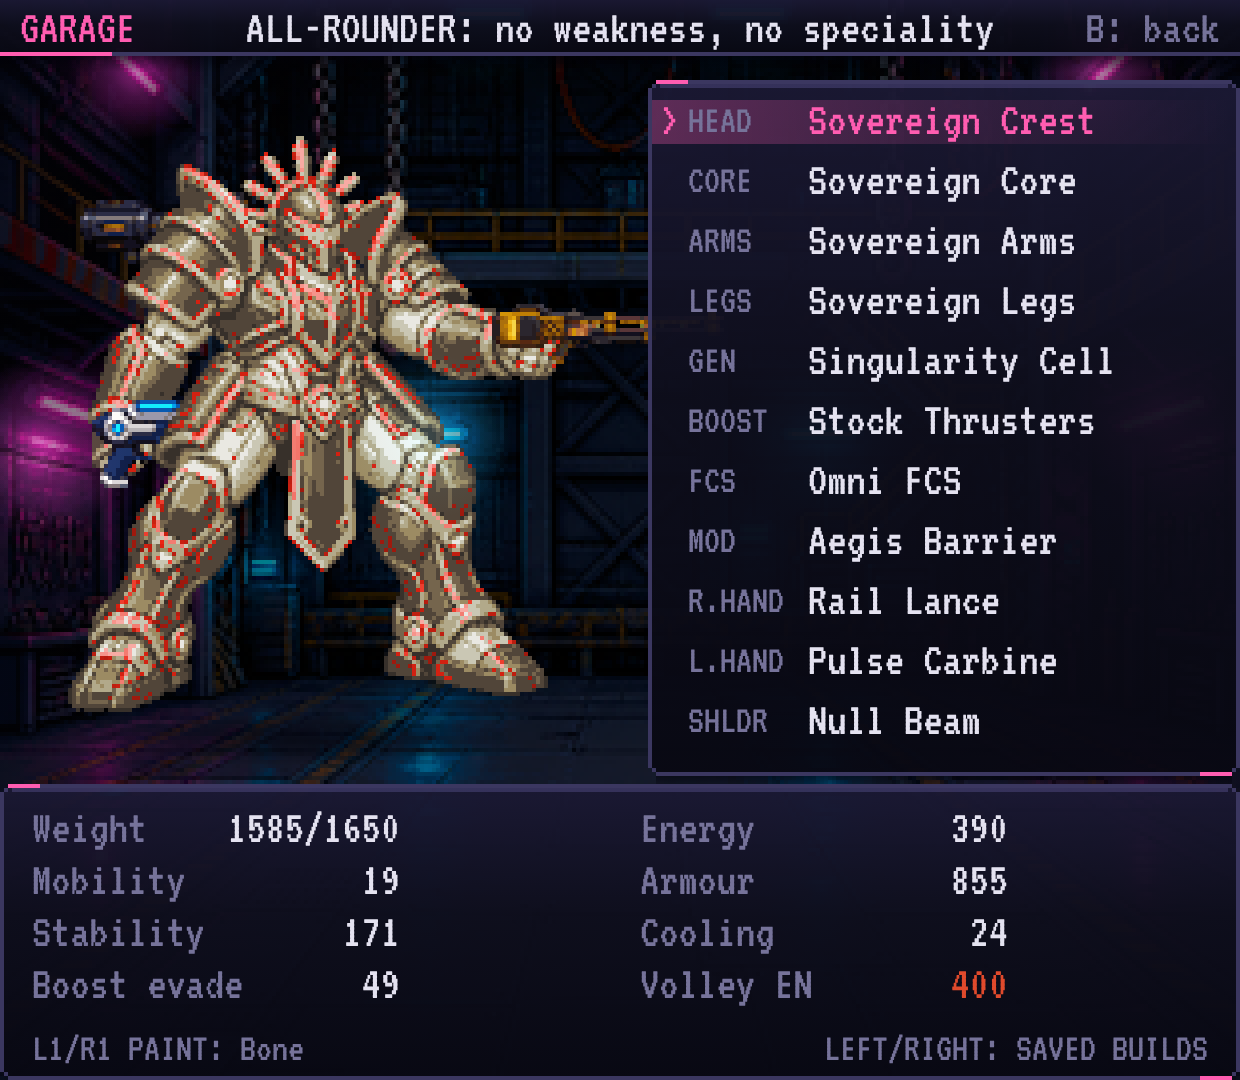 GARAGE ALL-ROUNDER: no weakness, no speciality B: back
HEAD Sovereign Crest
CORE Sovereign Core
ARMS Sovereign Arms
LEGS Sovereign Legs
GEN Singularity Cell
BOOST Stock Thrusters
FCS Omni FCS
MOD Aegis Barrier
R.HAND Rail Lance
L.HAND Pulse Carbine
SHLDR Null Beam
Weight 1585/1650 Energy 390
Mobility 19 Armour 855
Stability 171 Cooling 24
Boost evade 49 Volley EN 400
L1/R1 PAINT: Bone LEFT/RIGHT: SAVED BUILDS